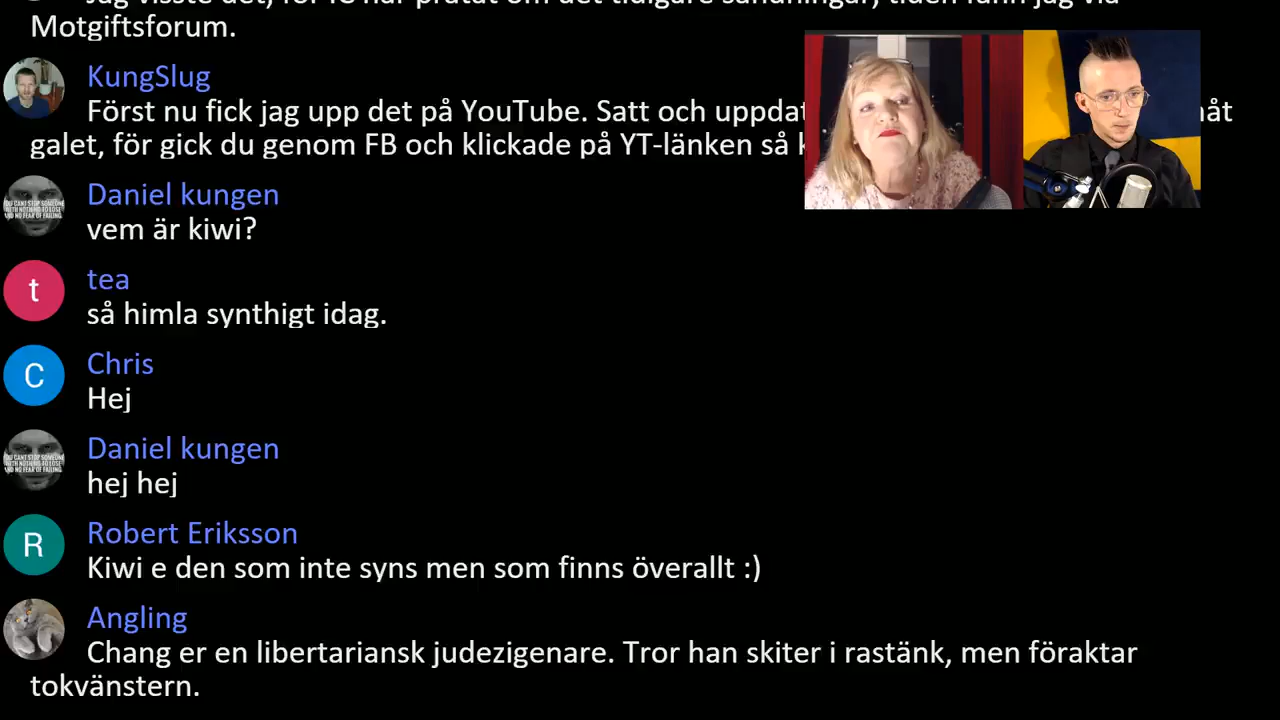 Motgiftsforum.
KungSlug
Först nu fick jag upp det på YouTube. Satt och uppdat
galet, för gick du genom FB och klickade på YT-länken så
Daniel kungen
vem är kiwi?
t
tea
så himla synthigt idag.
C
Chris
Hej
Daniel kungen
hej hej
R
Robert Eriksson
Kiwi e den som inte syns men som finns överallt :)
Angling
Chang er en libertariansk judezigenare. Tror han skiter i rastänk, men föraktar
tokvänstern.